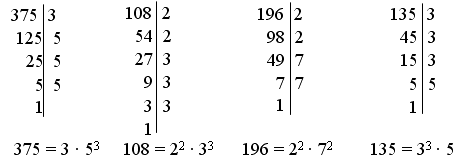 375 | 3
125 | 5
25 | 5
5 | 5
1 |
375 = 3 · 5³
108 | 2
54 | 2
27 | 3
9 | 3
3 | 3
1 |
108 = 2² · 3³
196 | 2
98 | 2
49 | 7
7 | 7
1 |
196 = 2² · 7²
135 | 3
45 | 3
15 | 3
5 | 5
1 |
135 = 3³ · 5